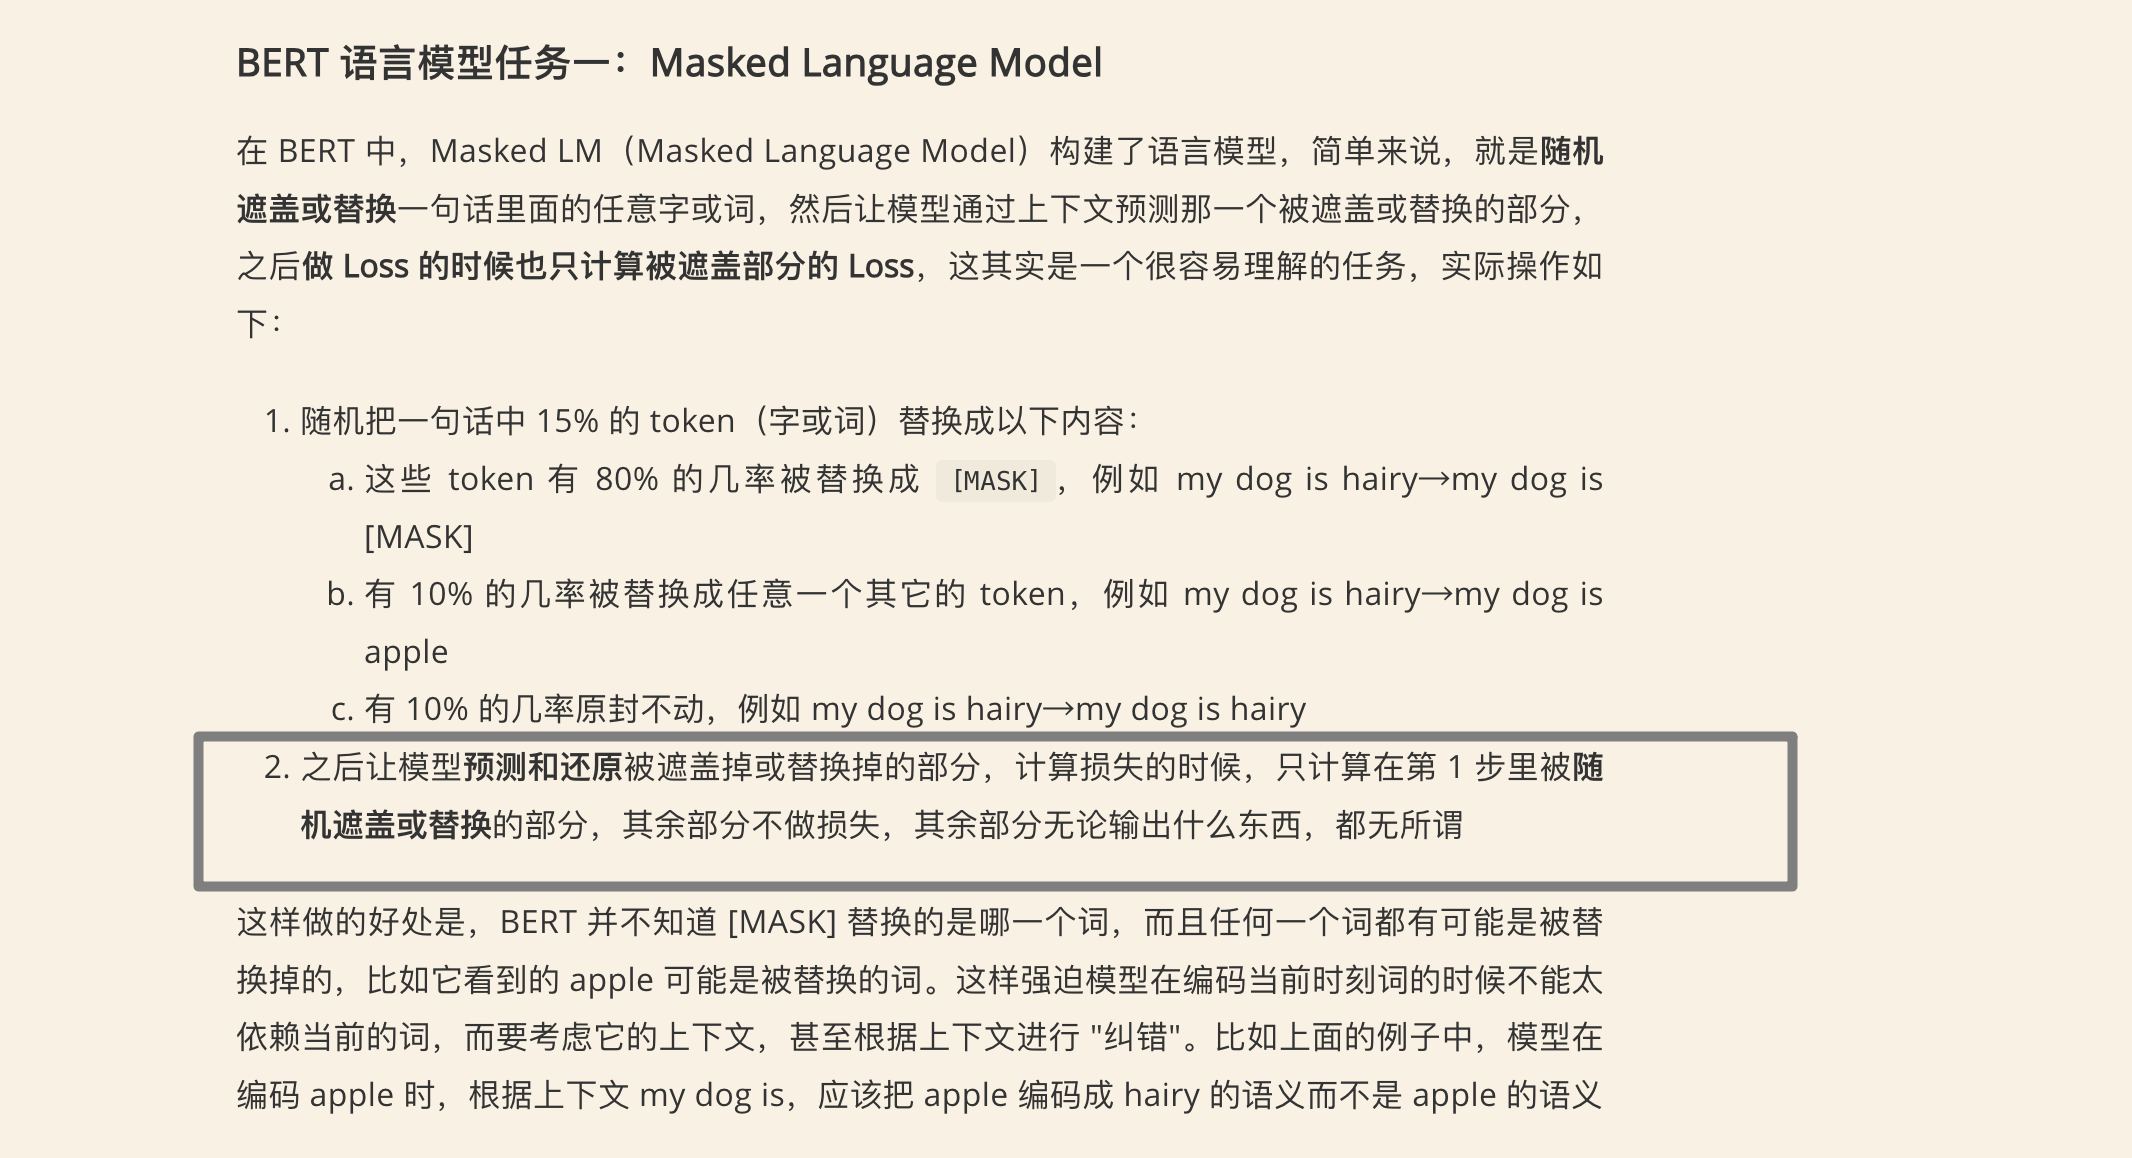 BERT 语言模型任务一：Masked Language Model
在 BERT 中，Masked LM（Masked Language Model）构建了语言模型，简单来说，就是随机
遮盖或替换一句话里面的任意字或词，然后让模型通过上下文预测那一个被遮盖或替换的部分，
之后做 Loss 的时候也只计算被遮盖部分的 Loss，这其实是一个很容易理解的任务，实际操作如
下：
1. 随机把一句话中 15% 的 token（字或词）替换成以下内容：
a. 这些 token 有 80% 的几率被替换成 [MASK]，例如 my dog is hairy→my dog is
[MASK]
b. 有 10% 的几率被替换成任意一个其它的 token，例如 my dog is hairy→my dog is
apple
c. 有 10% 的几率原封不动，例如 my dog is hairy→my dog is hairy
2. 之后让模型预测和还原被遮盖掉或替换掉的部分，计算损失的时候，只计算在第 1 步里被随
机遮盖或替换的部分，其余部分不做损失，其余部分无论输出什么东西，都无所谓
这样做的好处是，BERT 并不知道 [MASK] 替换的是哪一个词，而且任何一个词都有可能是被替
换掉的，比如它看到的 apple 可能是被替换的词。这样强迫模型在编码当前时刻词的时候不能太
依赖当前的词，而要考虑它的上下文，甚至根据上下文进行 "纠错"。比如上面的例子中，模型在
编码 apple 时，根据上下文 my dog is，应该把 apple 编码成 hairy 的语义而不是 apple 的语义